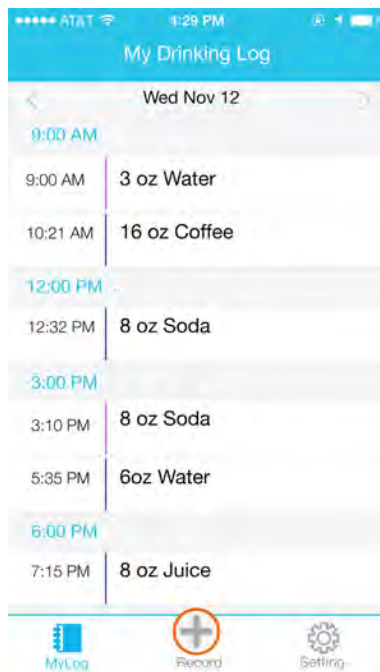 AT&T 4:29 PM
My Drinking Log
Wed Nov 12
9:00 AM
9:00 AM 3 oz Water
10:21 AM 16 oz Coffee
12:00 PM
12:32 PM 8 oz Soda
3:00 PM
3:10 PM 8 oz Soda
5:35 PM 6oz Water
6:00 PM
7:15 PM 8 oz Juice
MyLog Record Setting